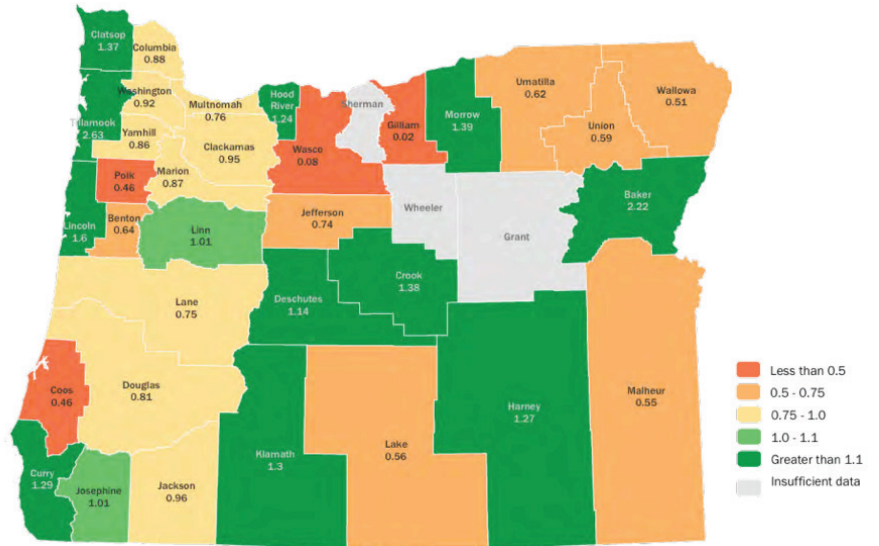 Clatsop
1.37
Columbia
0.88
Washington
0.92
Tillamook
2.63
Multnomah
0.76
Hood
River
1.24
Sherman
Gilliam
0.02
Morrow
1.39
Umatilla
0.62
Wallowa
0.51
Union
0.59
Yamhill
0.86
Clackamas
0.95
Wasco
0.08
Polk
0.46
Marion
0.87
Baker
2.22
Lincoln
1.6
Benton
0.64
Linn
1.01
Jefferson
0.74
Wheeler
Grant
Crook
1.38
Deschutes
1.14
Lane
0.75
Coos
0.46
Douglas
0.81
Harney
1.27
Malheur
0.55
Klamath
1.3
Lake
0.56
Curry
1.29
Josephine
1.01
Jackson
0.96
Less than 0.5
0.5 - 0.75
0.75 - 1.0
1.0 - 1.1
Greater than 1.1
Insufficient data